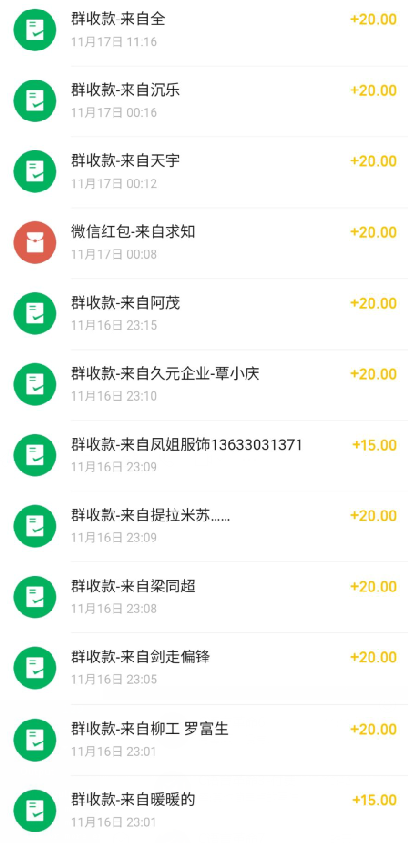 群收款-来自全
+20.00
11月17日 11:16
群收款-来自沉乐
+20.00
11月17日 00:16
群收款-来自天宇
+20.00
11月17日 00:12
微信红包-来自求知
+20.00
11月17日 00:08
群收款-来自阿茂
+20.00
11月16日 23:15
群收款-来自久元企业-覃小庆
+20.00
11月16日 23:10
群收款-来自凤姐服饰13633031371
+15.00
11月16日 23:09
群收款-来自提拉米苏……
+20.00
11月16日 23:09
群收款-来自梁同超
+20.00
11月16日 23:08
群收款-来自剑走偏锋
+20.00
11月16日 23:05
群收款-来自柳工 罗富生
+20.00
11月16日 23:01
群收款-来自暖暖的
+15.00
11月16日 23:01